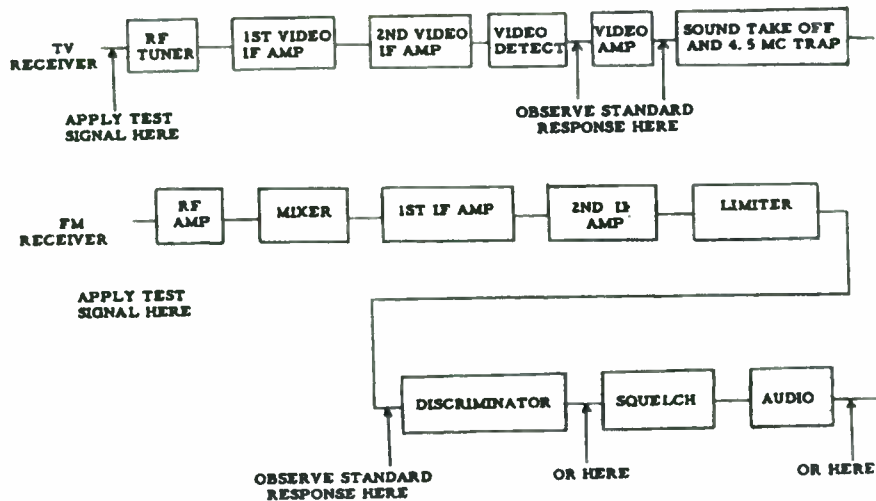 TV
RECEIVER
RF
TUNER
1ST VIDEO
IF AMP
2ND VIDEO
IF AMP
VIDEO
DETECT
VIDEO
AMP
SOUND TAKE OFF
AND 4.5 MC TRAP
APPLY TEST
SIGNAL HERE
OBSERVE STANDARD
RESPONSE HERE
FM
RECEIVER
RF
AMP
MIXER
1ST IF AMP
2ND IF
AMP
LIMITER
APPLY TEST
SIGNAL HERE
DISCRIMINATOR
SQUELCH
AUDIO
OBSERVE STANDARD
RESPONSE HERE
OR HERE
OR HERE